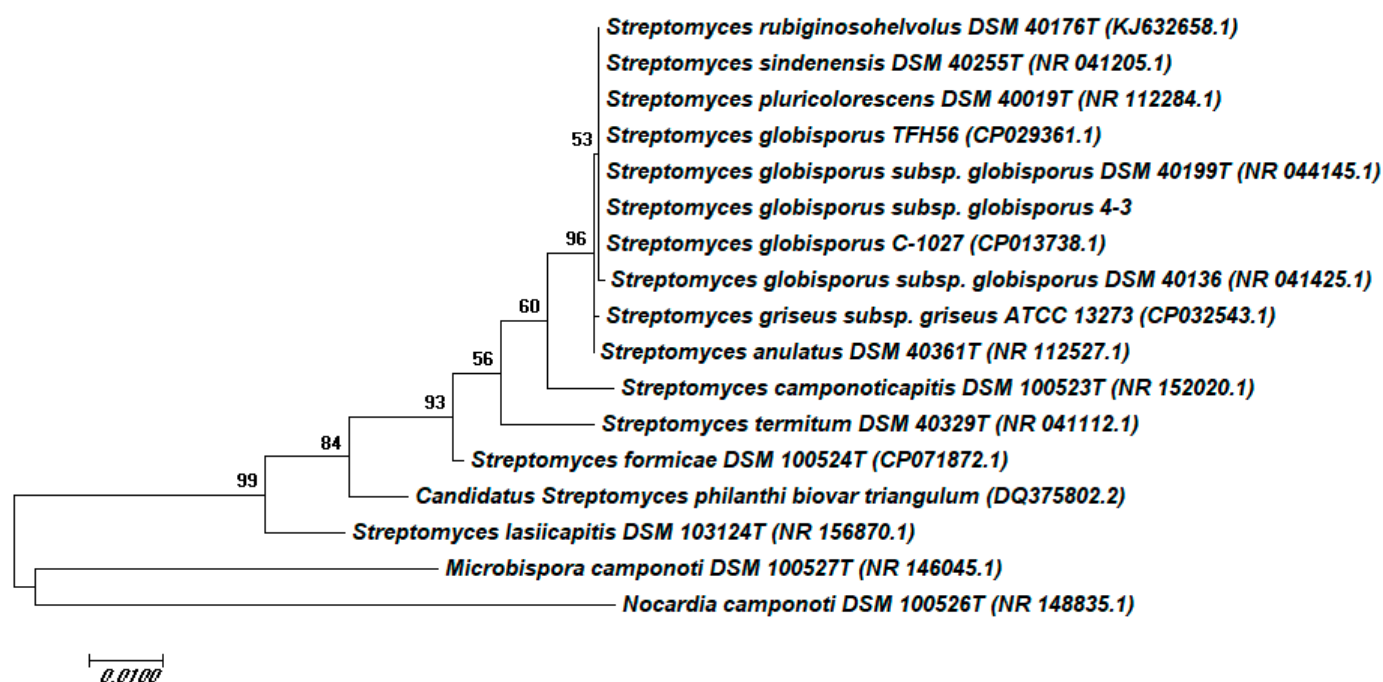 Streptomyces rubiginosohelvolus DSM 40176T (KJ632658.1)
Streptomyces sindenensis DSM 40255T (NR 041205.1)
Streptomyces pluricolorescens DSM 40019T (NR 112284.1)
53
Streptomyces globisporus TFH56 (CP029361.1)
Streptomyces globisporus subsp. globisporus DSM 40199T (NR 044145.1)
Streptomyces globisporus subsp. globisporus 4-3
96
Streptomyces globisporus C-1027 (CP013738.1)
Streptomyces globisporus subsp. globisporus DSM 40136 (NR 041425.1)
60
Streptomyces griseus subsp. griseus ATCC 13273 (CP032543.1)
Streptomyces anulatus DSM 40361T (NR 112527.1)
56
Streptomyces camponoticapitis DSM 100523T (NR 152020.1)
93
Streptomyces termitum DSM 40329T (NR 041112.1)
84
Streptomyces formicae DSM 100524T (CP071872.1)
99
Candidatus Streptomyces philanthi biovar triangulum (DQ375802.2)
Streptomyces lasiicapitis DSM 103124T (NR 156870.1)
Microbispora camponoti DSM 100527T (NR 146045.1)
Nocardia camponoti DSM 100526T (NR 148835.1)
0.0100